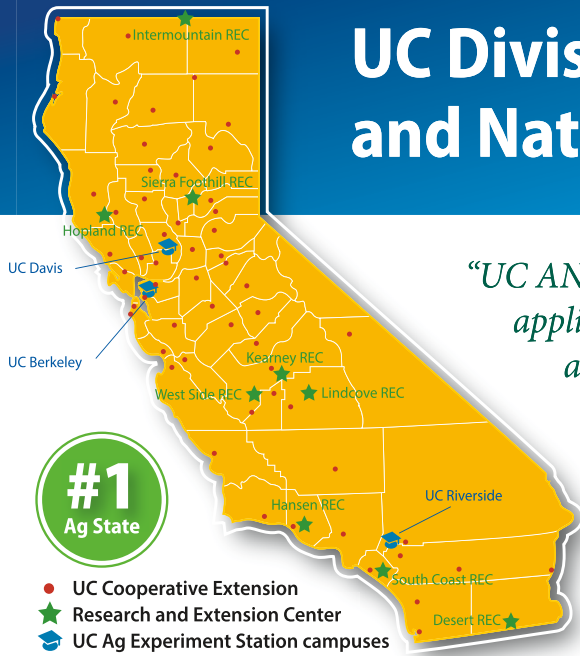 UC Divis
and Nat
Intermountain REC
Sierra Foothill REC
Hopland REC
UC Davis
“UC AN
appli
a
UC Berkeley
Kearney REC
West Side REC
Lindcove REC
#1
Ag State
UC Riverside
Hansen REC
South Coast REC
Desert REC
UC Cooperative Extension
Research and Extension Center
UC Ag Experiment Station campuses